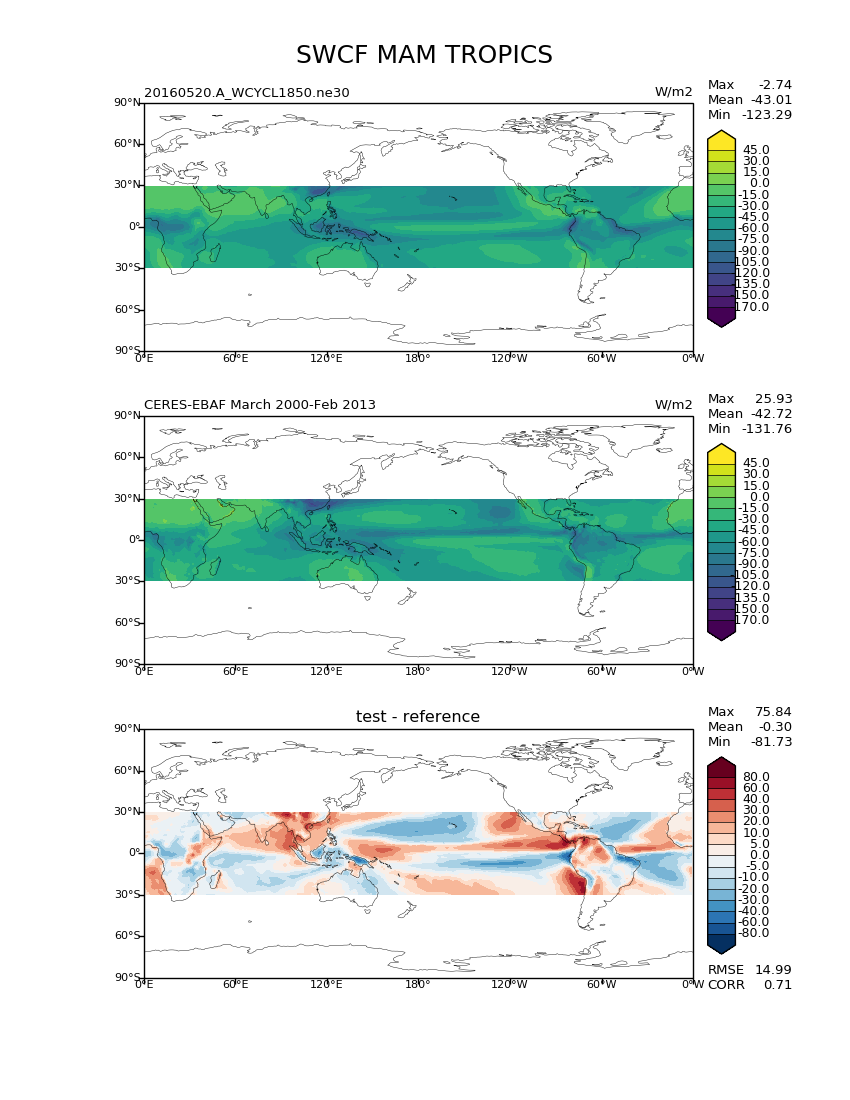 SWCF MAM TROPICS
20160520.A_WCYCL1850.ne30 W/m2
Max -2.74
Mean -43.01
Min -123.29
90°N
60°N
30°N
0°
30°S
60°S
90°S
0°E 60°E 120°E 180° 120°W 60°W 0°W
45.0
30.0
15.0
0.0
-15.0
-30.0
-45.0
-60.0
-75.0
-90.0
-105.0
-120.0
-135.0
-150.0
-170.0
CERES-EBAF March 2000-Feb 2013 W/m2
Max 25.93
Mean -42.72
Min -131.76
90°N
60°N
30°N
0°
30°S
60°S
90°S
0°E 60°E 120°E 180° 120°W 60°W 0°W
45.0
30.0
15.0
0.0
-15.0
-30.0
-45.0
-60.0
-75.0
-90.0
-105.0
-120.0
-135.0
-150.0
-170.0
test - reference
Max 75.84
Mean -0.30
Min -81.73
90°N
60°N
30°N
0°
30°S
60°S
90°S
0°E 60°E 120°E 180° 120°W 60°W 0°W
80.0
60.0
40.0
30.0
20.0
10.0
5.0
0.0
-5.0
-10.0
-20.0
-30.0
-40.0
-60.0
-80.0
RMSE 14.99
CORR 0.71